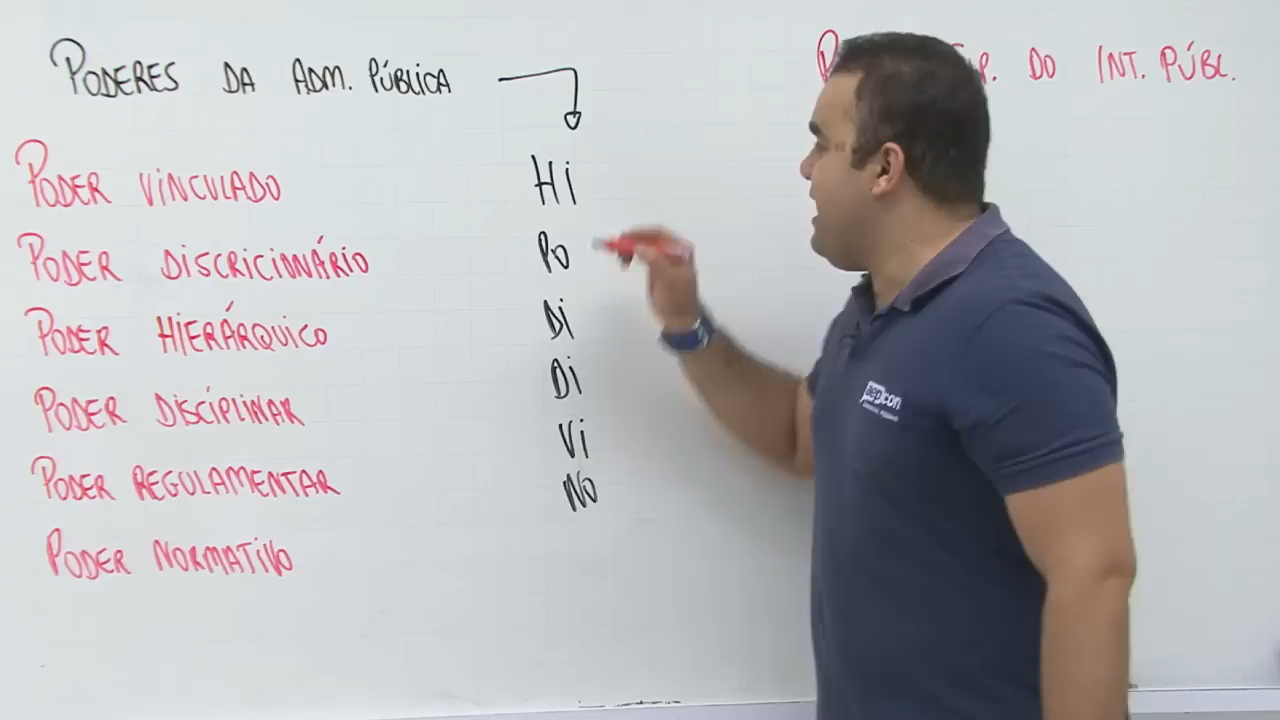 PODERES DA ADM. PÚBLICA
DO INT. PÚBL.
PODER VINCULADO
PODER DISCRICIONÁRIO
PODER HIERÁRQUICO
PODER DISCIPLINAR
PODER REGULAMENTAR
PODER NORMATIVO
Hi
Po
Di
Di
Vi
No